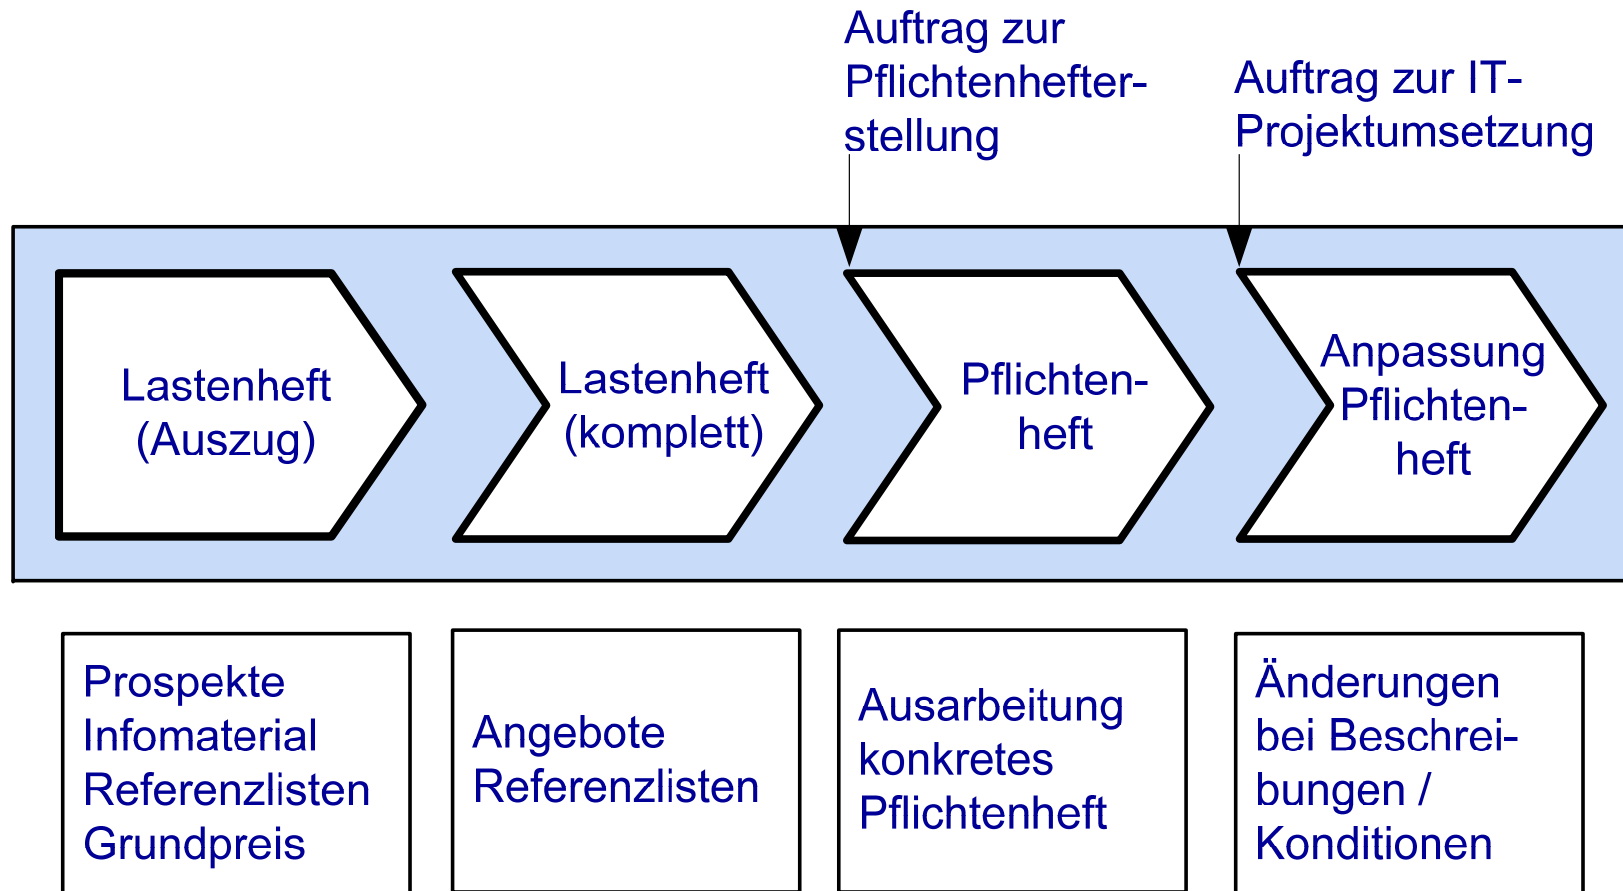 Auftrag zur
Pflichtenhefter-
stellung
Auftrag zur IT-
Projektumsetzung
Lastenheft
(Auszug)
Lastenheft
(komplett)
Pflichten-
heft
Anpassung
Pflichten-
heft
Prospekte
Infomaterial
Referenzlisten
Grundpreis
Angebote
Referenzlisten
Ausarbeitung
konkretes
Pflichtenheft
Änderungen
bei Beschrei-
bungen /
Konditionen